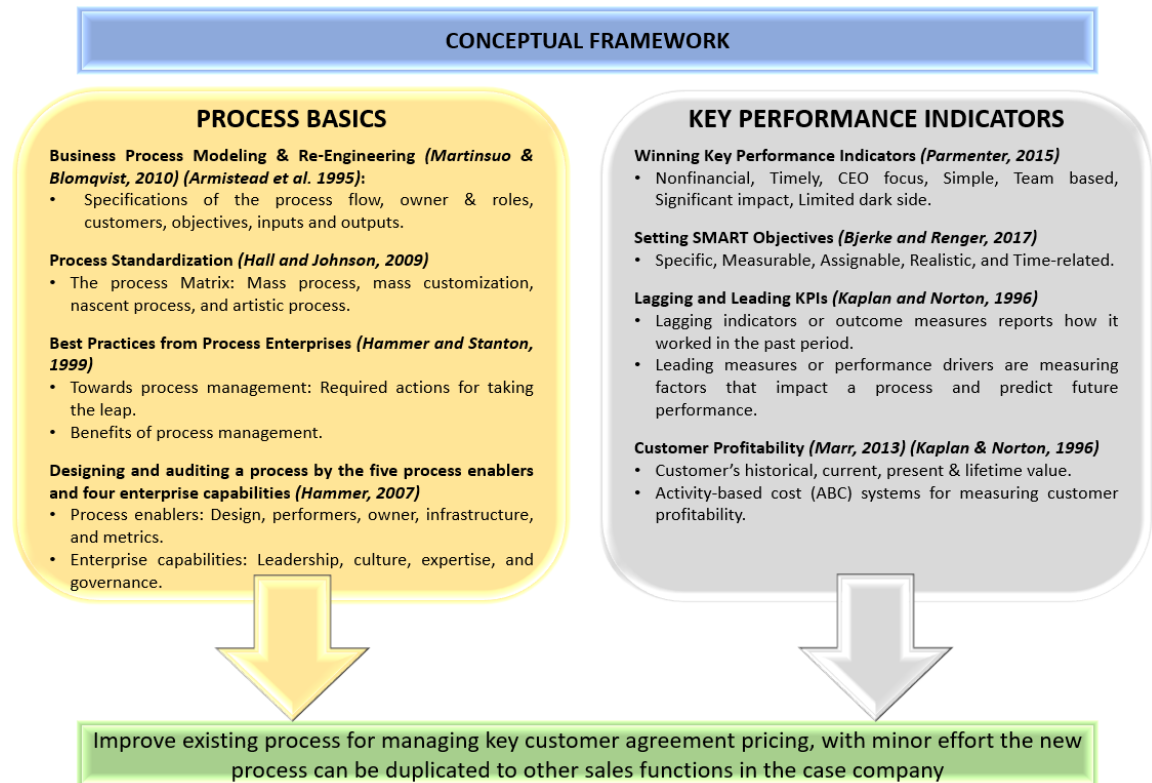 CONCEPTUAL FRAMEWORK
PROCESS BASICS
Business Process Modeling & Re-Engineering (Martinsuo &
Blomqvist, 2010) (Armistead et al. 1995):
• Specifications of the process flow, owner & roles,
customers, objectives, inputs and outputs.
Process Standardization (Hall and Johnson, 2009)
• The process Matrix: Mass process, mass customization,
nascent process, and artistic process.
Best Practices from Process Enterprises (Hammer and Stanton,
1999)
• Towards process management: Required actions for taking
the leap.
• Benefits of process management.
Designing and auditing a process by the five process enablers
and four enterprise capabilities (Hammer, 2007)
• Process enablers: Design, performers, owner, infrastructure,
and metrics.
• Enterprise capabilities: Leadership, culture, expertise, and
governance.
KEY PERFORMANCE INDICATORS
Winning Key Performance Indicators (Parmenter, 2015)
• Nonfinancial, Timely, CEO focus, Simple, Team based,
Significant impact, Limited dark side.
Setting SMART Objectives (Bjerke and Renger, 2017)
• Specific, Measurable, Assignable, Realistic, and Time-related.
Lagging and Leading KPIs (Kaplan and Norton, 1996)
• Lagging indicators or outcome measures reports how it
worked in the past period.
• Leading measures or performance drivers are measuring
factors that impact a process and predict future
performance.
Customer Profitability (Marr, 2013) (Kaplan & Norton, 1996)
• Customer's historical, current, present & lifetime value.
• Activity-based cost (ABC) systems for measuring customer
profitability.
Improve existing process for managing key customer agreement pricing, with minor effort the new
process can be duplicated to other sales functions in the case company